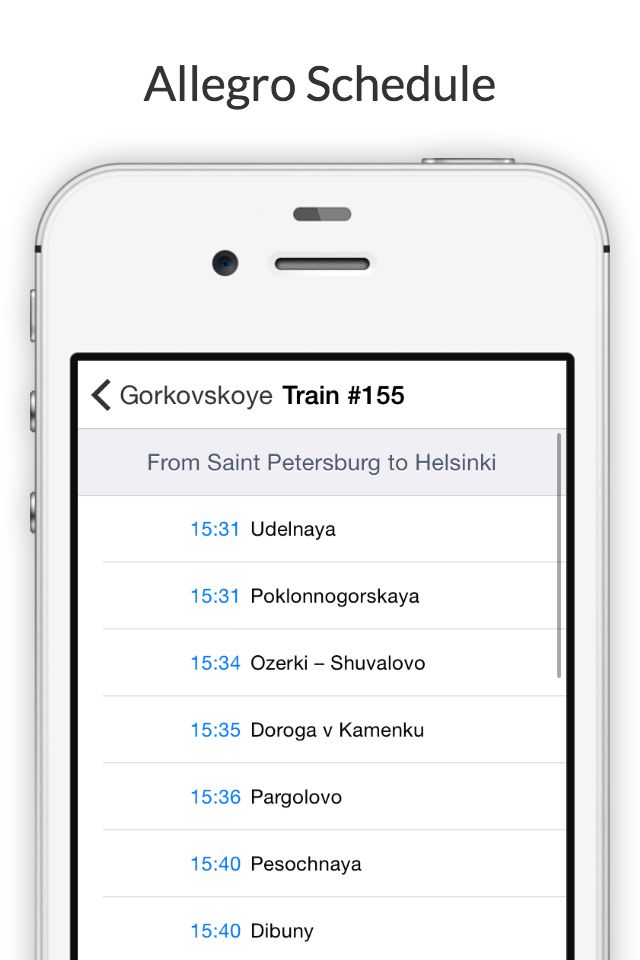 Allegro Schedule
Gorkovskoye Train #155
From Saint Petersburg to Helsinki
15:31 Udelnaya
15:31 Poklonnogorskaya
15:34 Ozerki – Shuvalovo
15:35 Doroga v Kamenku
15:36 Pargolovo
15:40 Pesochnaya
15:40 Dibuny